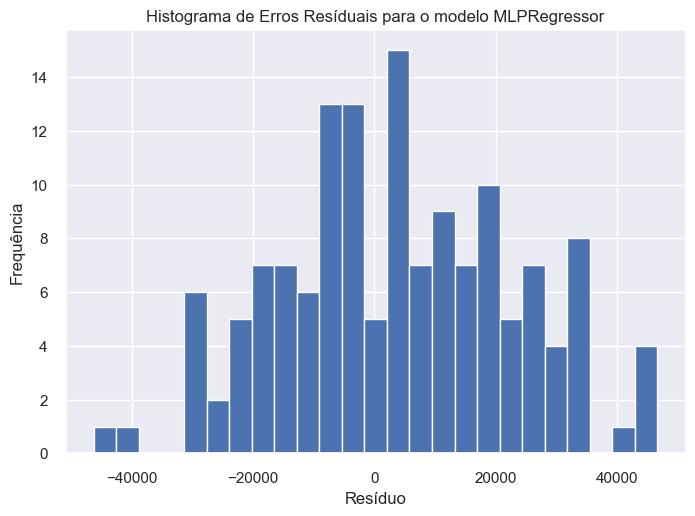 Histograma de Erros Resíduais para o modelo MLPRegressor
14
12
10
8
6
4
2
0
Frequência
−40000 −20000 0 20000 40000
Resíduo